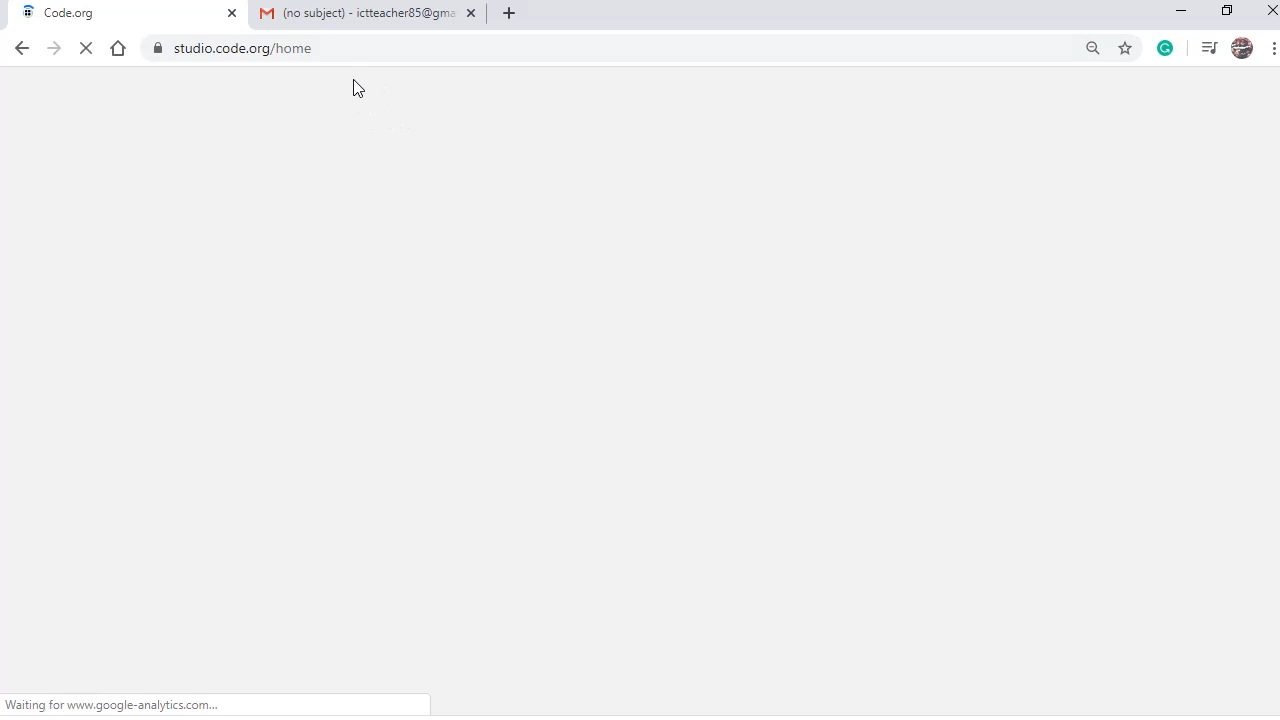 Code.org
(no subject) - ictteacher85@gma
studio.code.org/home
Waiting for www.google-analytics.com...